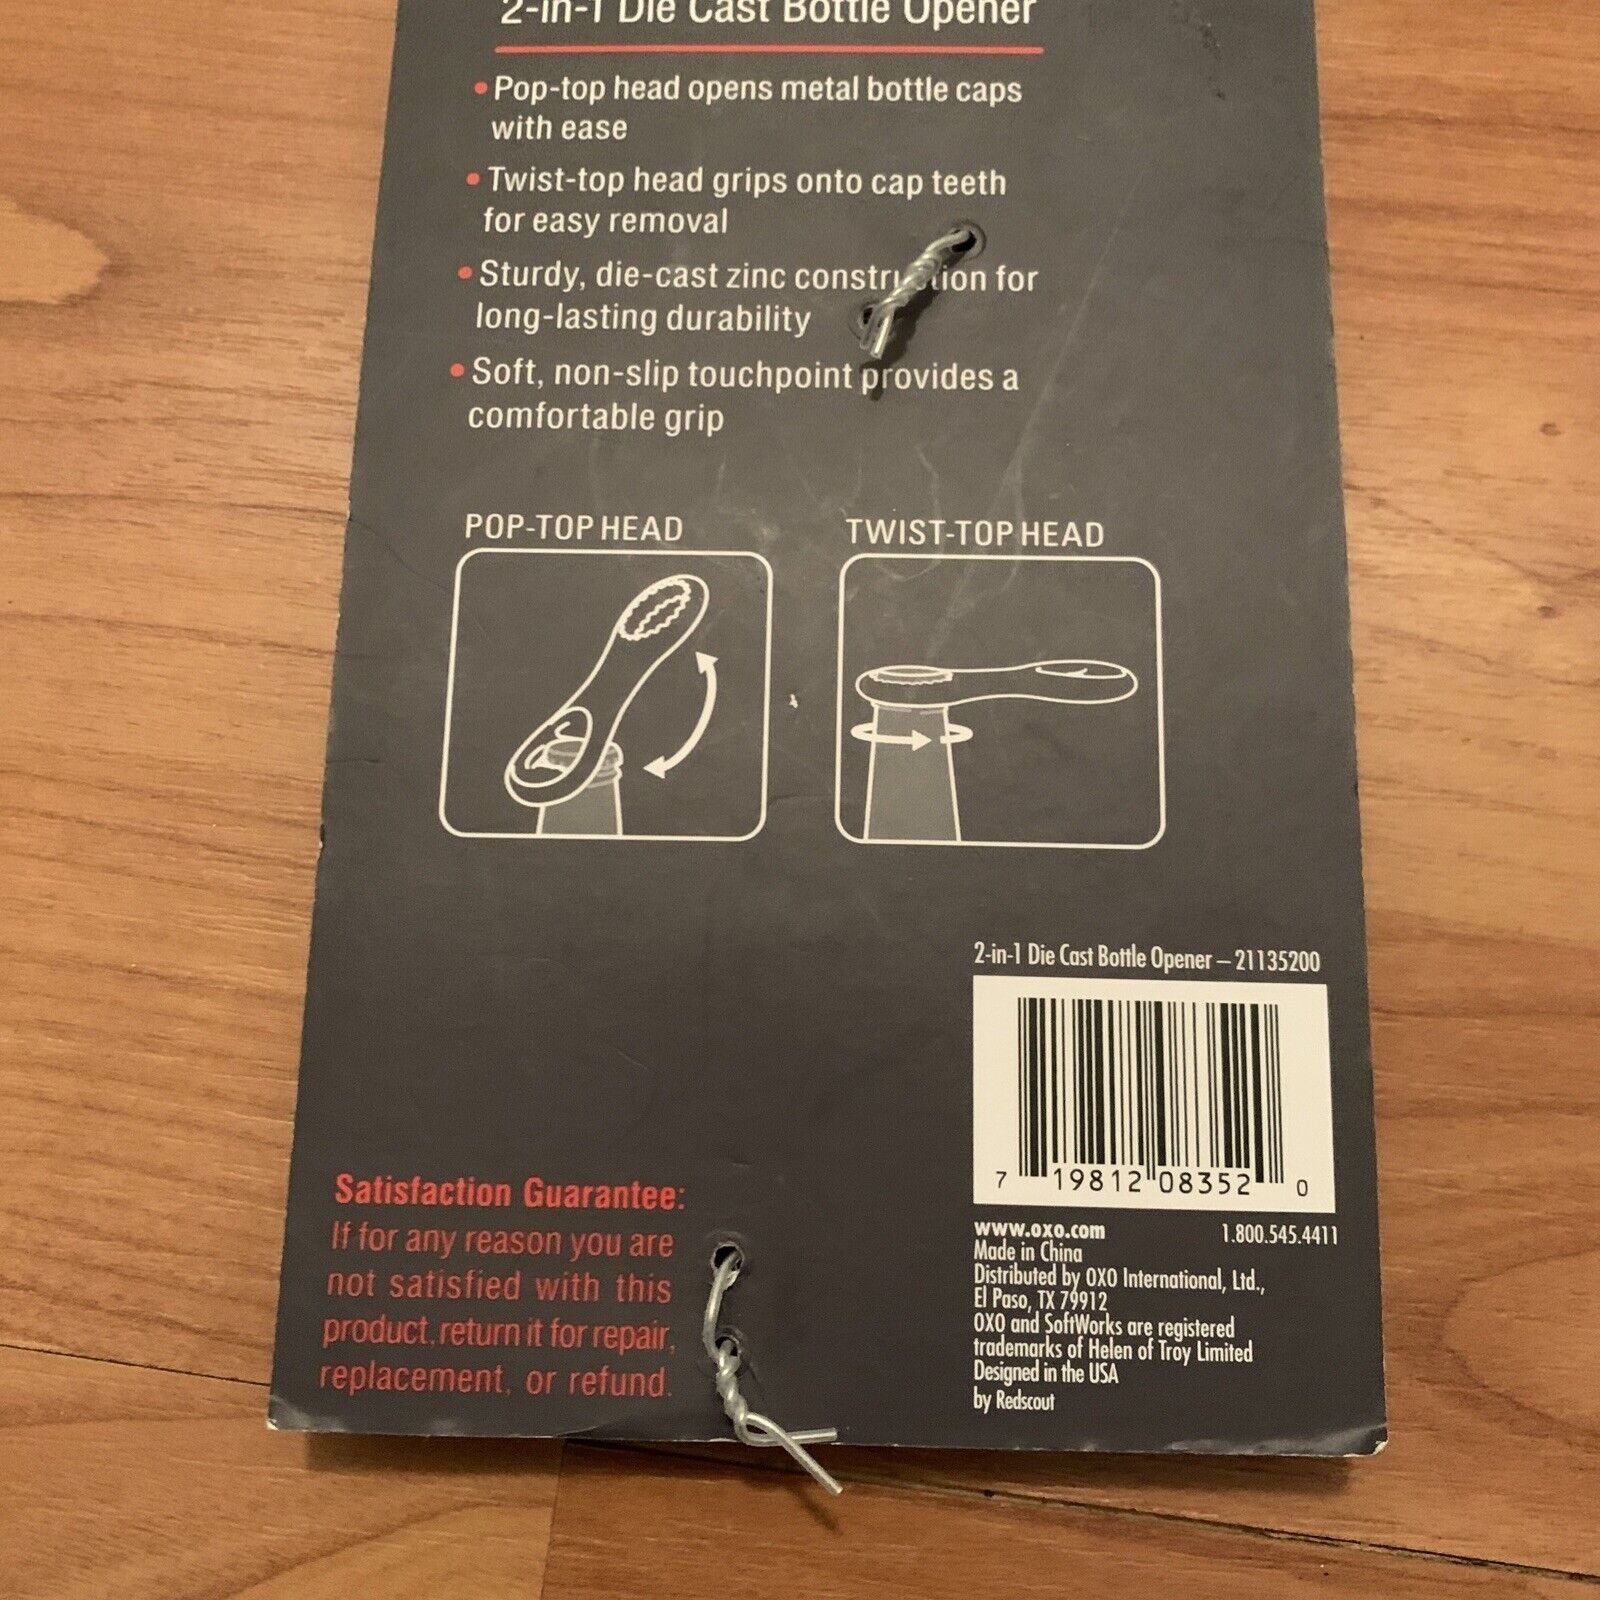 2-in-1 Die Cast Bottle Opener
• Pop-top head opens metal bottle caps
with ease
• Twist-top head grips onto cap teeth
for easy removal
• Sturdy, die-cast zinc construction for
long-lasting durability
• Soft, non-slip touchpoint provides a
comfortable grip
POP-TOP HEAD
TWIST-TOP HEAD
2-in-1 Die Cast Bottle Opener – 21135200
7 19812 08352 0
www.oxo.com 1.800.545.4411
Made in China
Distributed by OXO International, Ltd.,
El Paso, TX 79912
OXO and SoftWorks are registered
trademarks of Helen of Troy Limited
Designed in the USA
by Redscout
Satisfaction Guarantee:
If for any reason you are
not satisfied with this
product, return it for repair,
replacement, or refund.